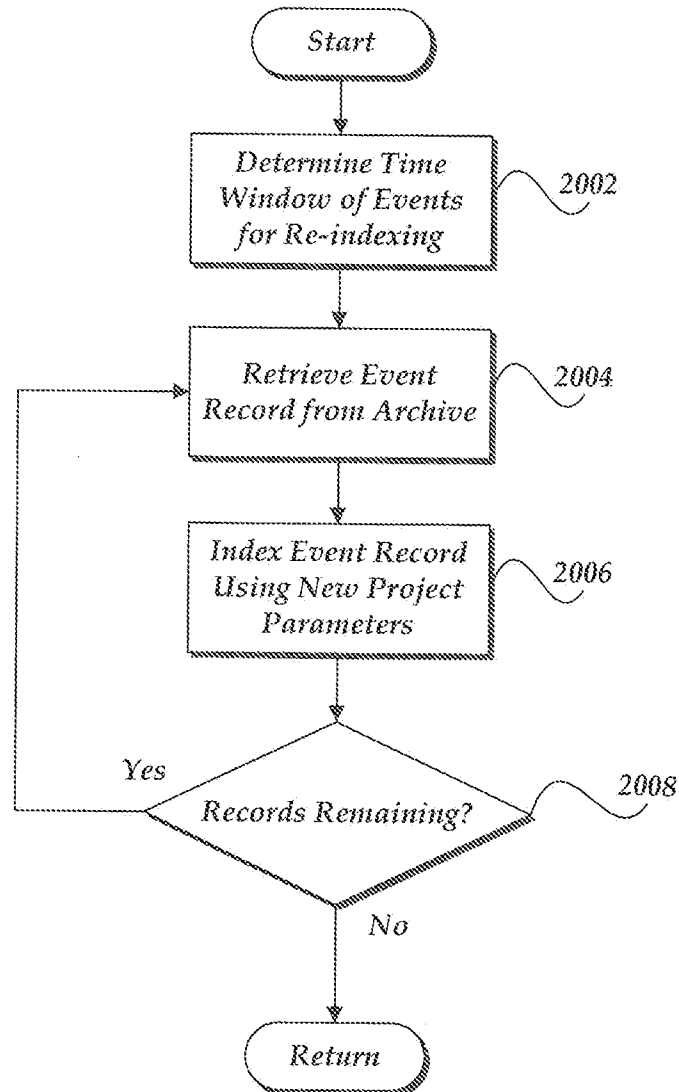 Start
Determine Time
Window of Events
for Re-indexing
2002
Retrieve Event
Record from Archive
2004
Index Event Record
Using New Project
Parameters
2006
Yes
Records Remaining?
2008
No
Return